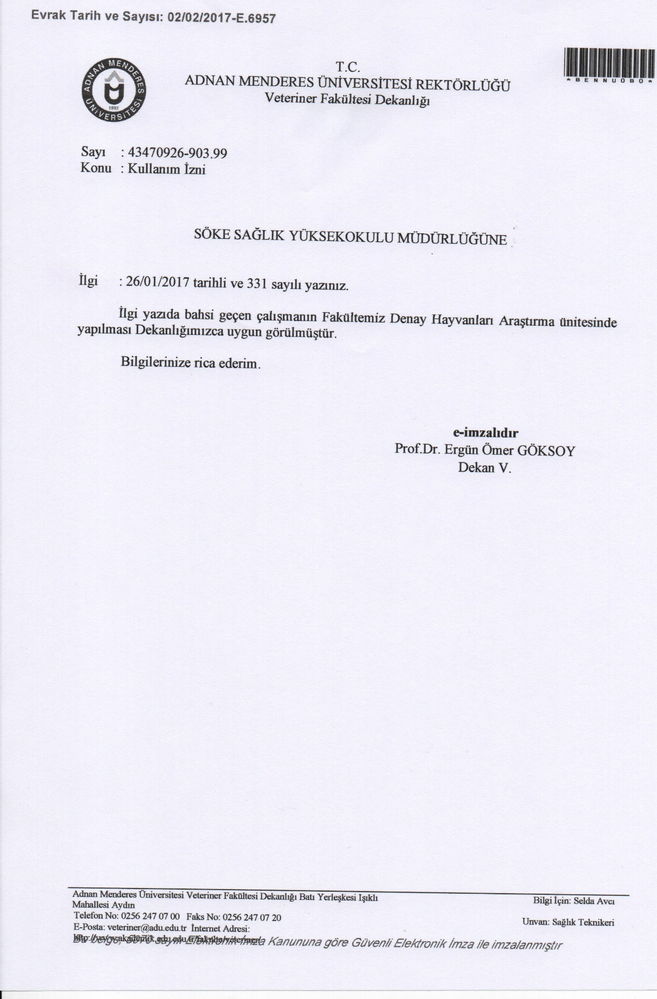 Evrak Tarih ve Sayısı: 02/02/2017-E.6957
*BENNU0B0*
ADNAN MENDERES ÜNİVERSİTESİ
1992
T.C.
ADNAN MENDERES ÜNİVERSİTESİ REKTÖRLÜĞÜ
Veteriner Fakültesi Dekanlığı
Sayı : 43470926-903.99
Konu : Kullanım İzni
SÖKE SAĞLIK YÜKSEKOKULU MÜDÜRLÜĞÜNE
İlgi : 26/01/2017 tarihli ve 331 sayılı yazınız.
İlgi yazıda bahsi geçen çalışmanın Fakültemiz Denay Hayvanları Araştırma ünitesinde
yapılması Dekanlığımızca uygun görülmüştür.
Bilgilerinize rica ederim.
e-imzalıdır
Prof.Dr. Ergün Ömer GÖKSOY
Dekan V.
Adnan Menderes Üniversitesi Veteriner Fakültesi Dekanlığı Batı Yerleşkesi Işıklı
Mahallesi Aydın
Telefon No: 0256 247 07 00 Faks No: 0256 247 07 20
E-Posta: veteriner@adu.edu.tr İnternet Adresi:
Bilgi İçin: Selda Avcı
Unvan: Sağlık Teknikeri
Bu belge, 5070 sayılı Elektronik İmza Kanununa göre Güvenli Elektronik İmza ile imzalanmıştır